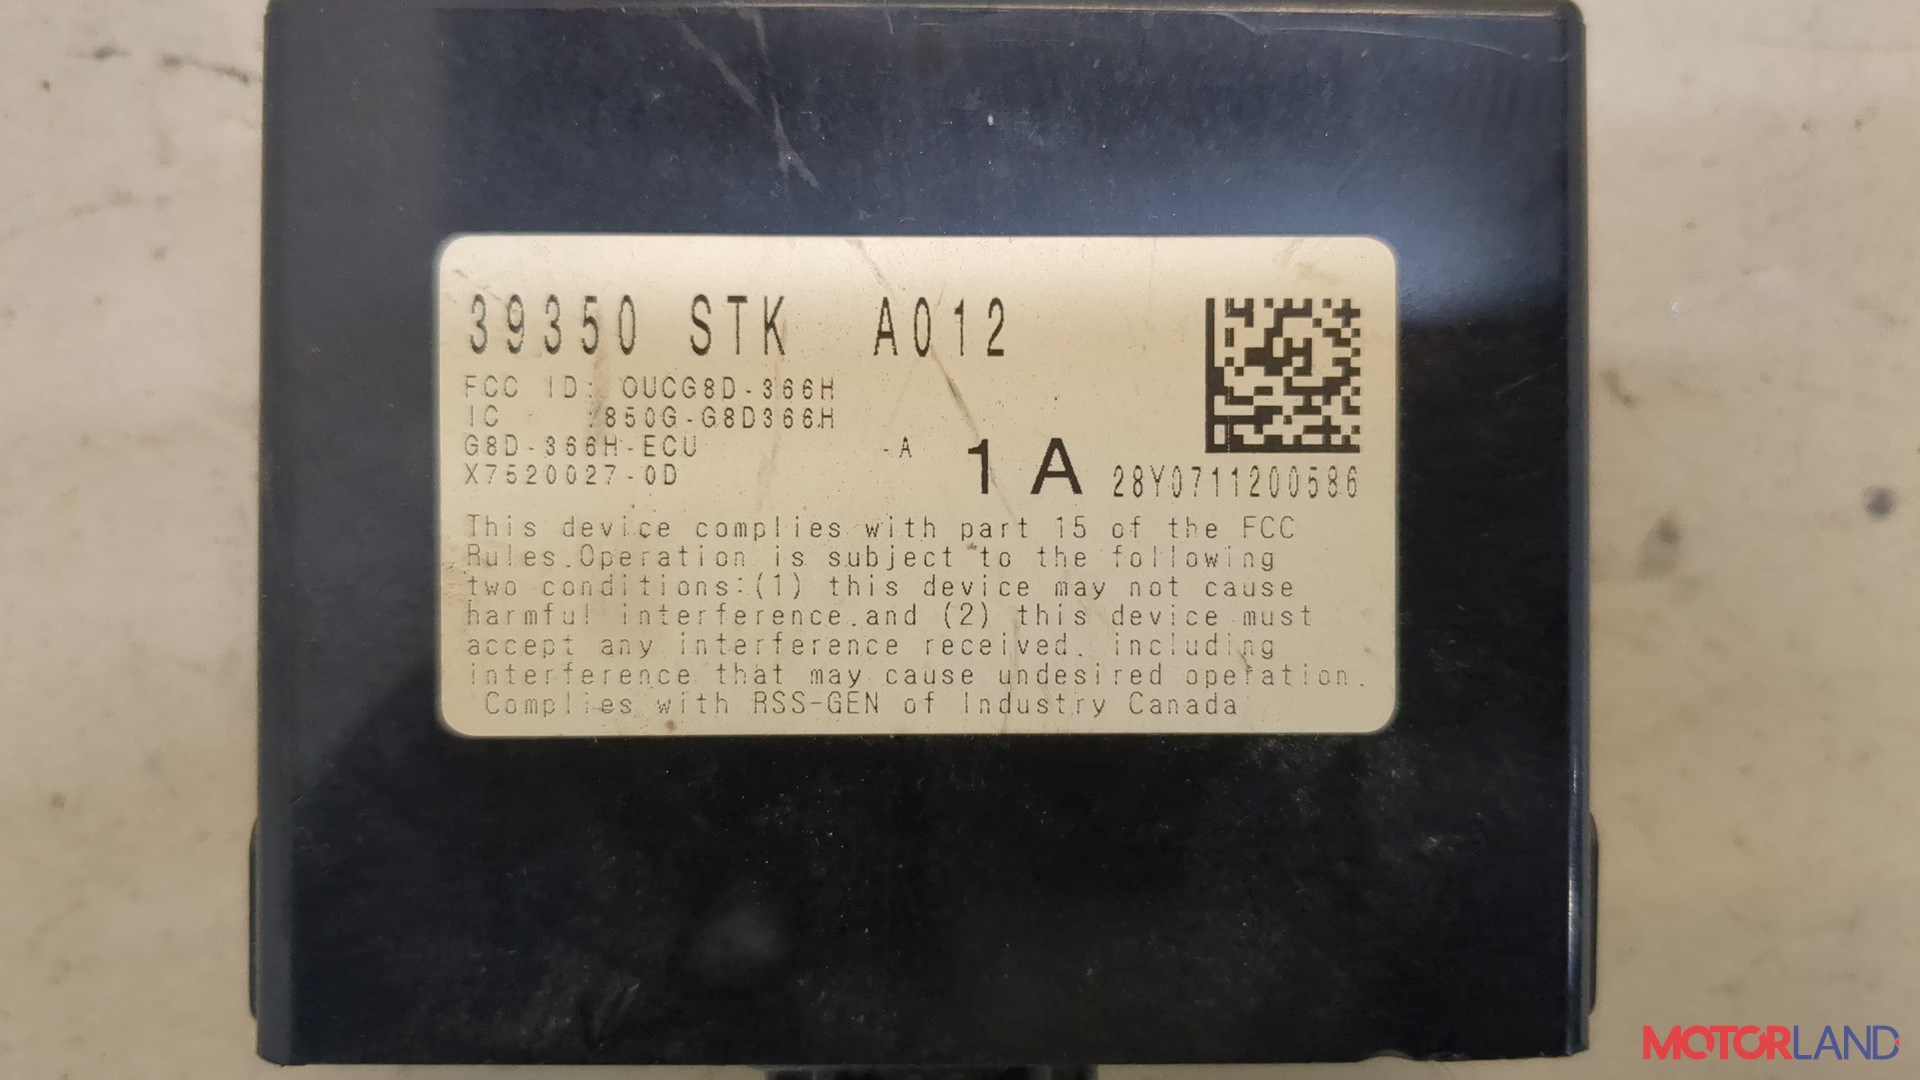 39350 STK A012
FCC ID: OUCG8D-366H
IC :850G-G8D366H
G8D-366H-ECU -A
X7520027-0D
1 A
28Y0711200586
This device complies with part 15 of the FCC
Rules.Operation is subject to the following
two conditions:(1) this device may not cause
harmful interference.and (2) this device must
accept any interference received. including
interference that may cause undesired operation.
Complies with RSS-GEN of Industry Canada
MOTORLAND